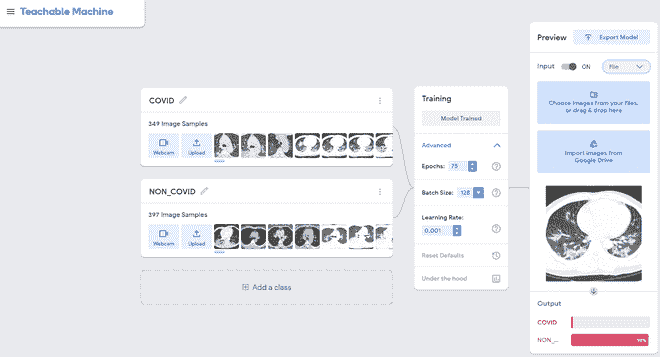 Teachable Machine
COVID
349 Image Samples
Webcam
Upload
NON_COVID
397 Image Samples
Webcam
Upload
Add a class
Training
Model Trained
Advanced
Epochs: 75
Batch Size: 128
Learning Rate:
0.001
Reset Defaults
Under the hood
Preview
Export Model
Input
ON
File
Choose images from your files,
or drag & drop here
Import images from
Google Drive
Output
COVID
NON_...